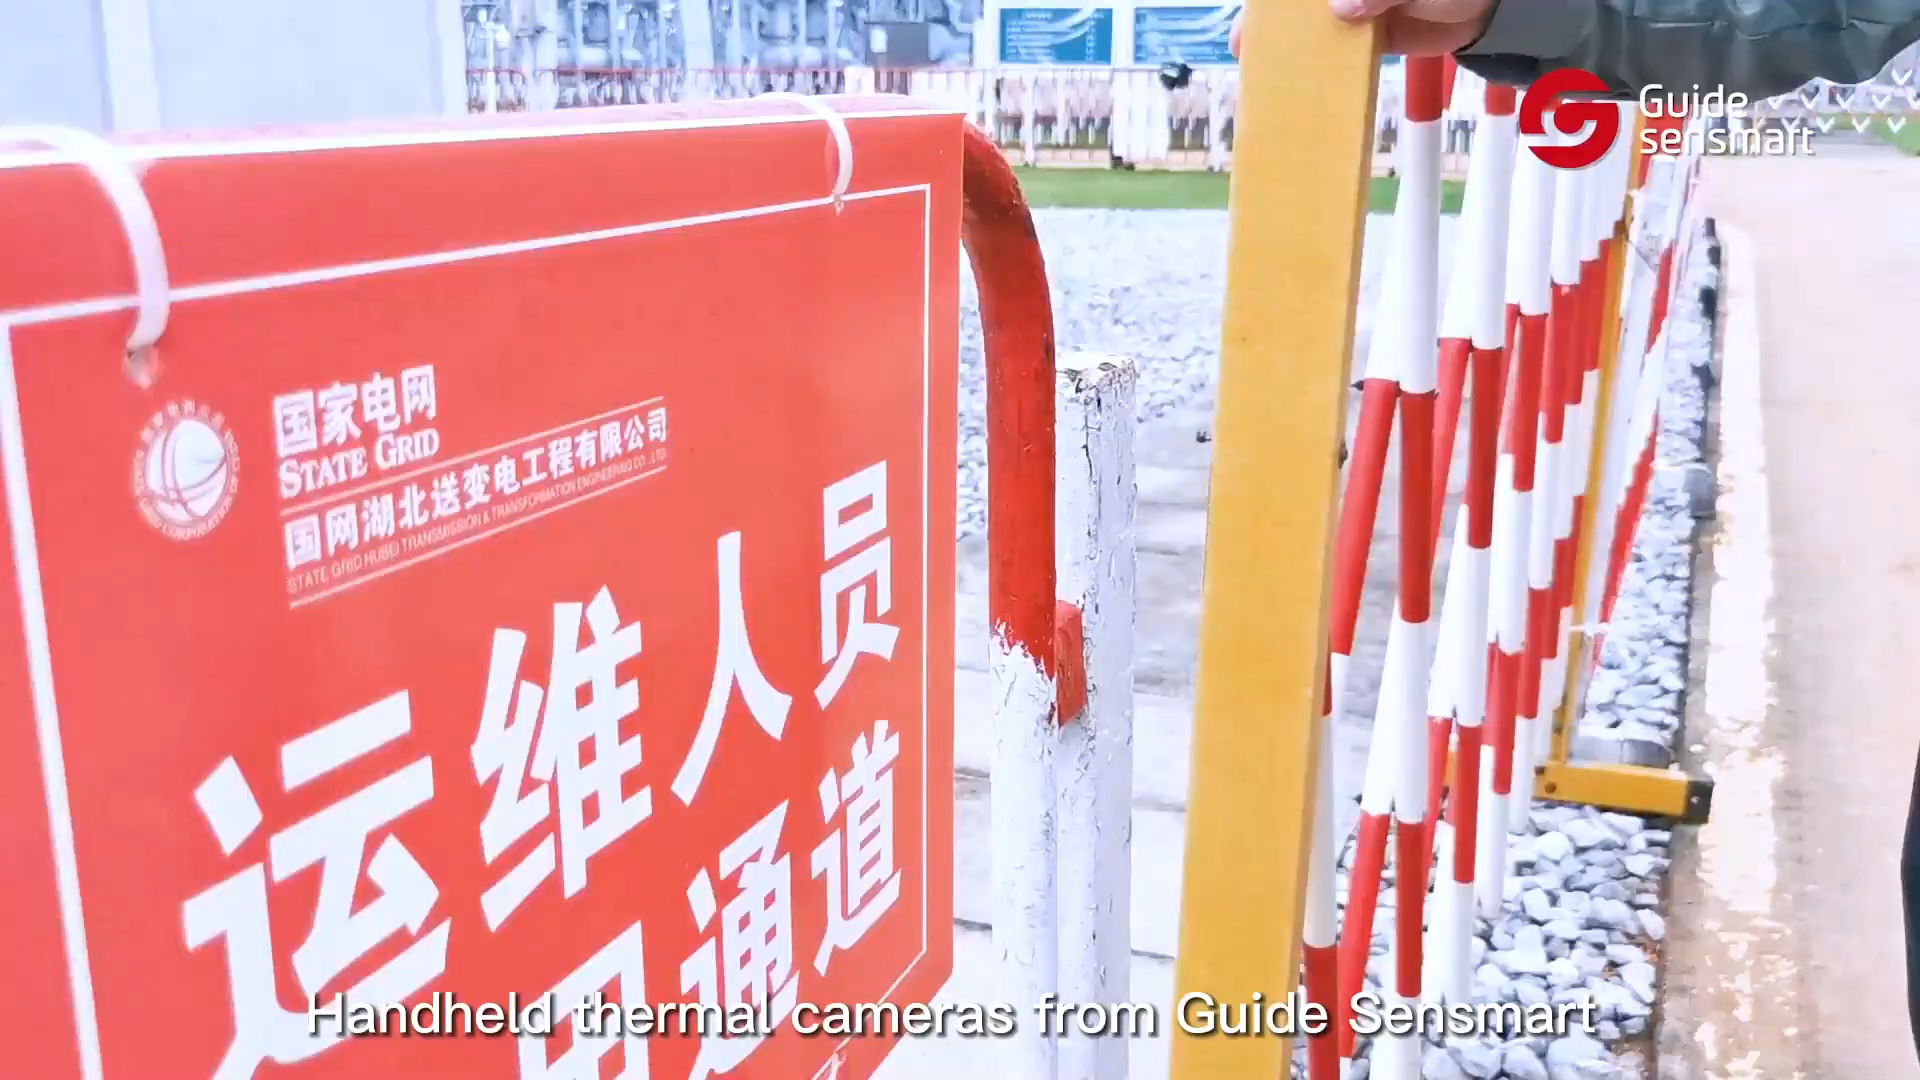 Guide
sensmart
国家电网
STATE GRID
国网湖北送变电工程有限公司
STATE GRID HUBEI TRANSMISSION & TRANSFORMATION ENGINEERING CO.,LTD.
运维人员
用通道
Handheld thermal cameras from Guide Sensmart